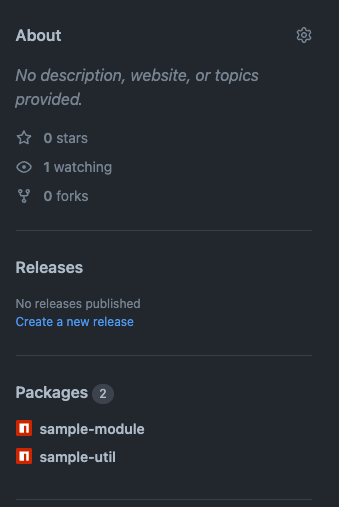 About
No description, website, or topics
provided.
0 stars
1 watching
0 forks
Releases
No releases published
Create a new release
Packages 2
sample-module
sample-util